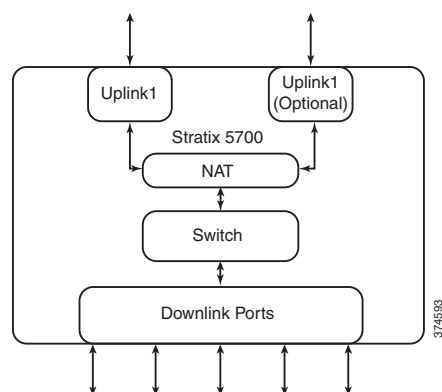 Uplink1
Uplink1
(Optional)
Stratix 5700
NAT
Switch
Downlink Ports
374593